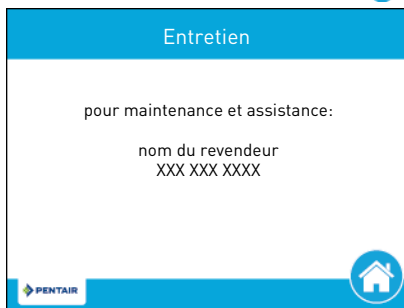 Entretien
pour maintenance et assistance:
nom du revendeur
XXX XXX XXXX
PENTAIR